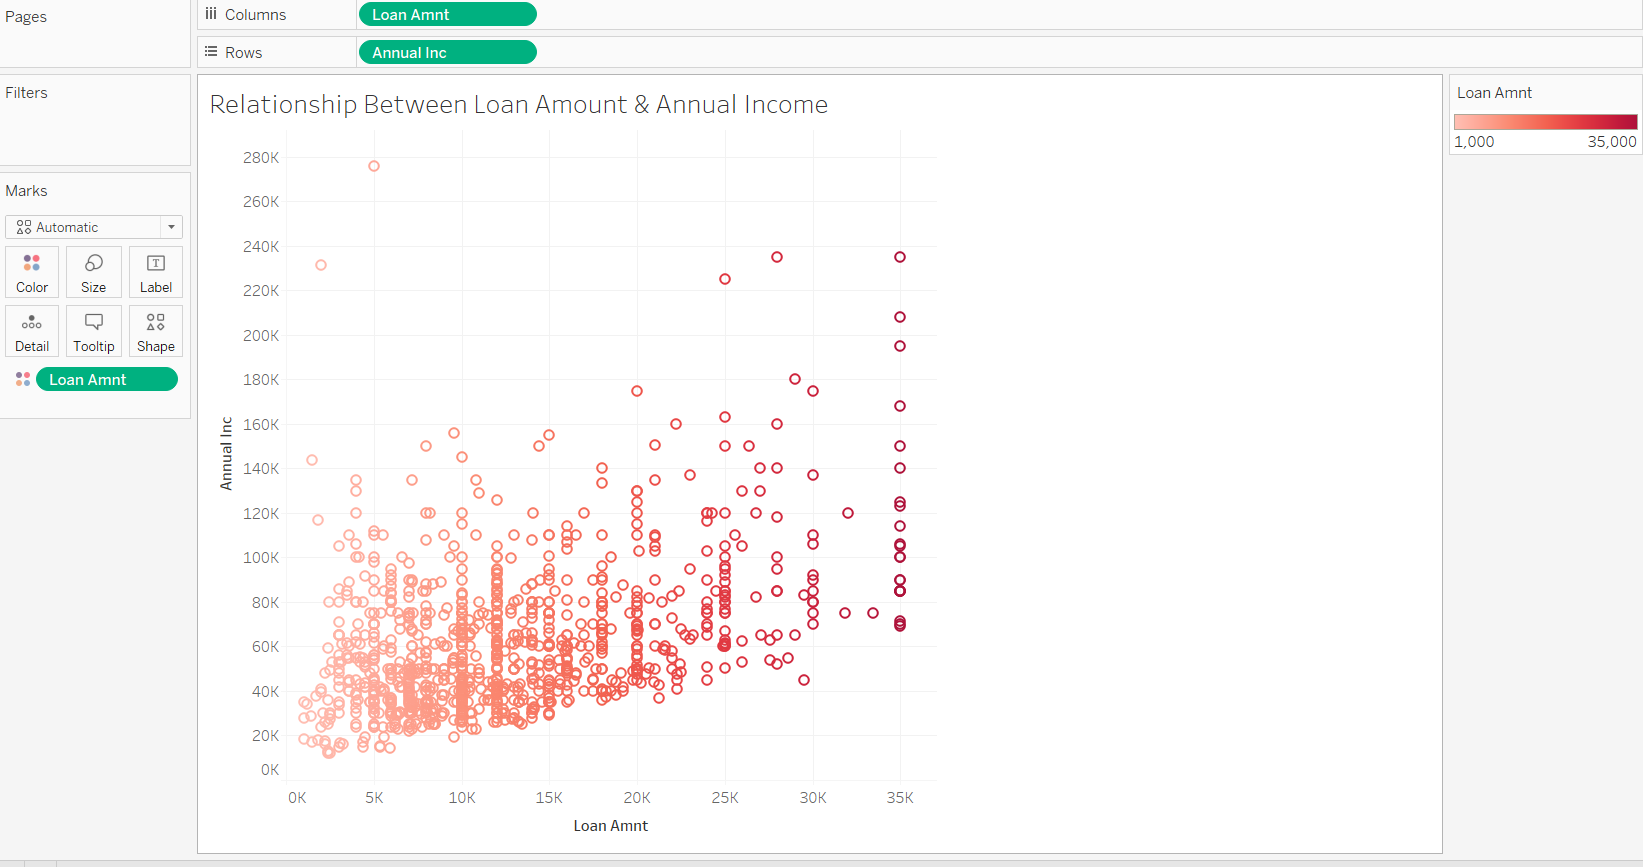 Pages
Columns
Loan Amnt
Rows
Annual Inc
Filters
Marks
Automatic
Color
Size
Label
Detail
Tooltip
Shape
Loan Amnt
Relationship Between Loan Amount & Annual Income
280K
260K
240K
220K
200K
180K
160K
140K
120K
100K
80K
60K
40K
20K
0K
Annual Inc
0K 5K 10K 15K 20K 25K 30K 35K
Loan Amnt
Loan Amnt
1,000 35,000